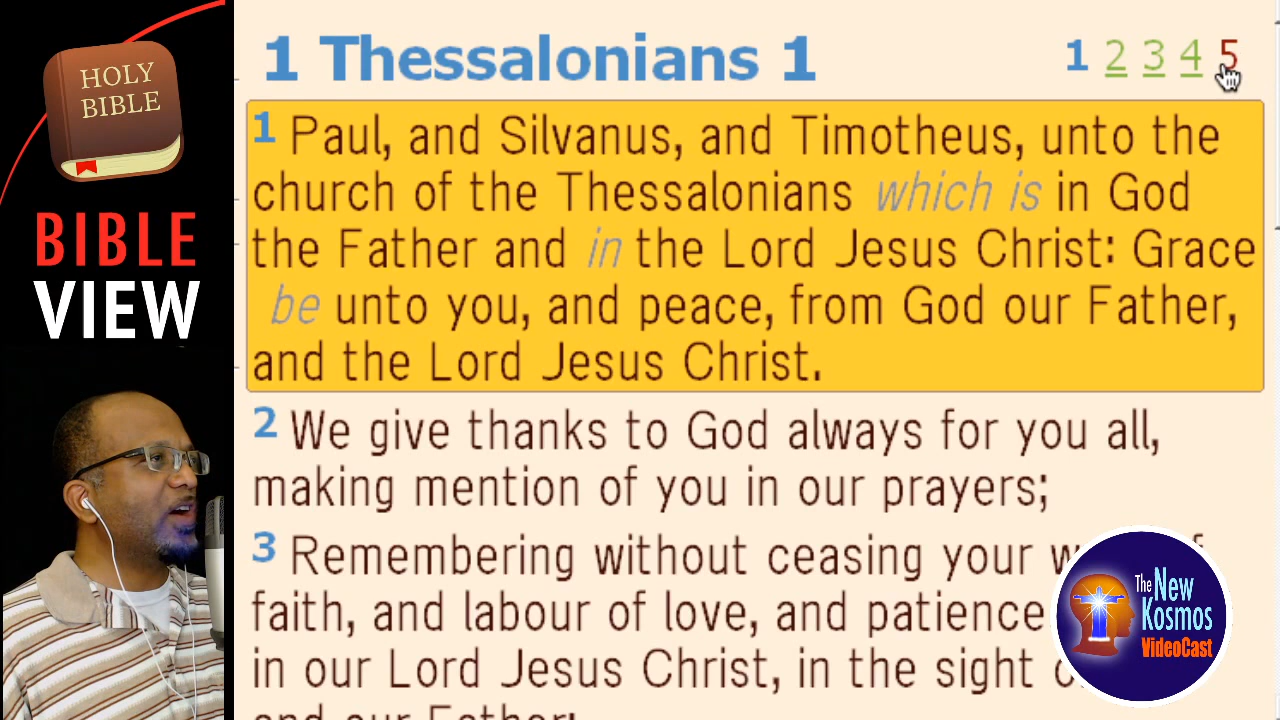 HOLY
BIBLE
BIBLE
VIEW
1 Thessalonians 1
1 2 3 4 5
1 Paul, and Silvanus, and Timotheus, unto the
church of the Thessalonians which is in God
the Father and in the Lord Jesus Christ: Grace
be unto you, and peace, from God our Father,
and the Lord Jesus Christ.
2 We give thanks to God always for you all,
making mention of you in our prayers;
3 Remembering without ceasing your
faith, and labour of love, and patience
in our Lord Jesus Christ, in the sight
and our Father;
The New
Kosmos
VideoCast